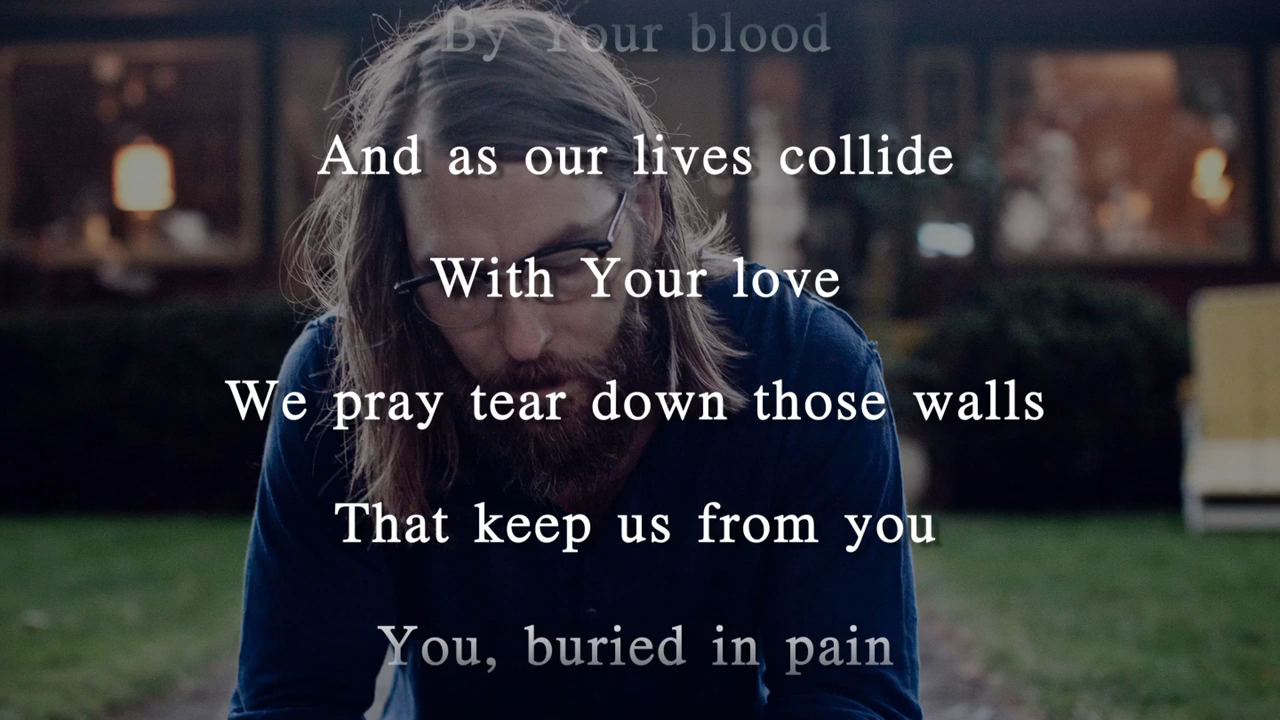 By Your blood
And as our lives collide
With Your love
We pray tear down those walls
That keep us from you
You, buried in pain